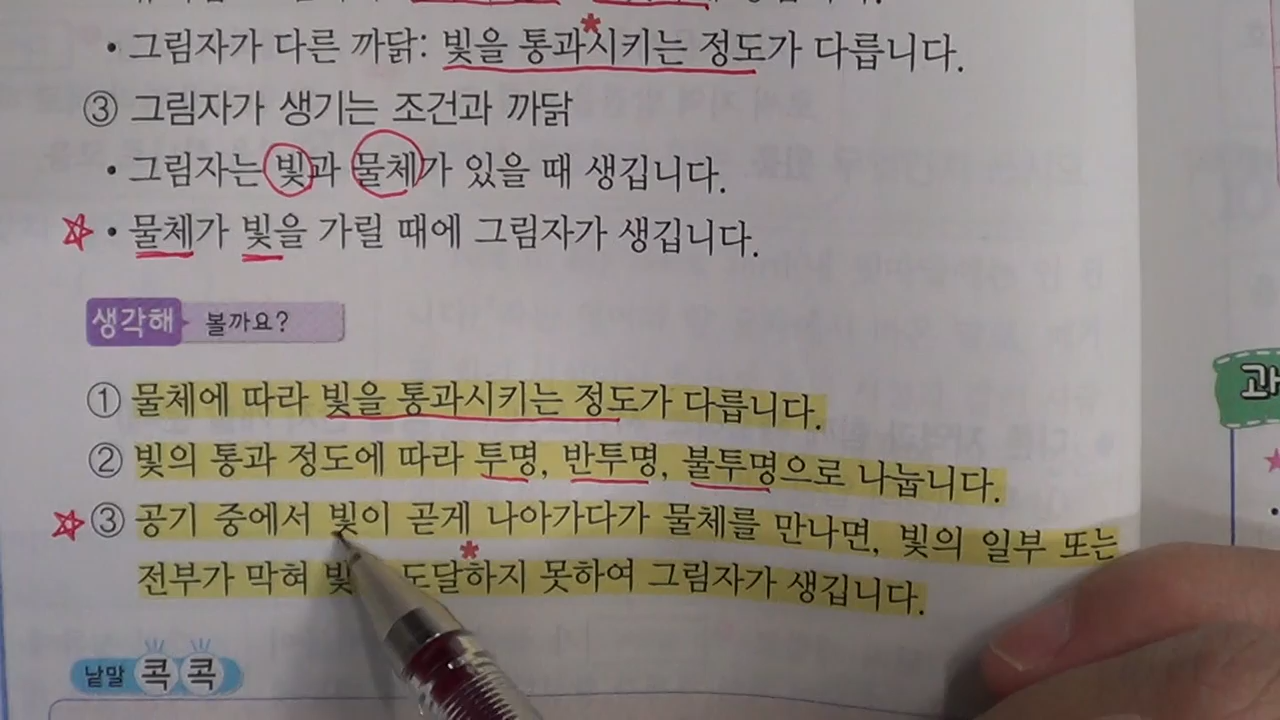 • 그림자가 다른 까닭: 빛을 통과시키는 정도가 다릅니다.
③ 그림자가 생기는 조건과 까닭
• 그림자는 빛과 물체가 있을 때 생깁니다.
• 물체가 빛을 가릴 때에 그림자가 생깁니다.
생각해 볼까요?
① 물체에 따라 빛을 통과시키는 정도가 다릅니다.
② 빛의 통과 정도에 따라 투명, 반투명, 불투명으로 나눕니다.
③ 공기 중에서 빛이 곧게 나아가다가 물체를 만나면, 빛의 일부 또는
전부가 막혀 도달하지 못하여 그림자가 생깁니다.
낱말 콕콕